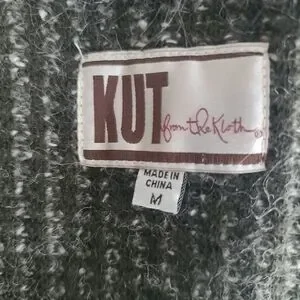 KUT from the Kloth®
MADE IN
CHINA
M